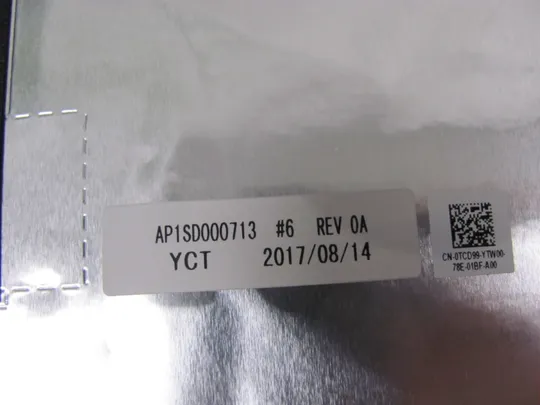 AP1SD000713 #6 REV 0A
YCT 2017/08/14
CN-0TCD99-YTW00-
78E-01BF-A00